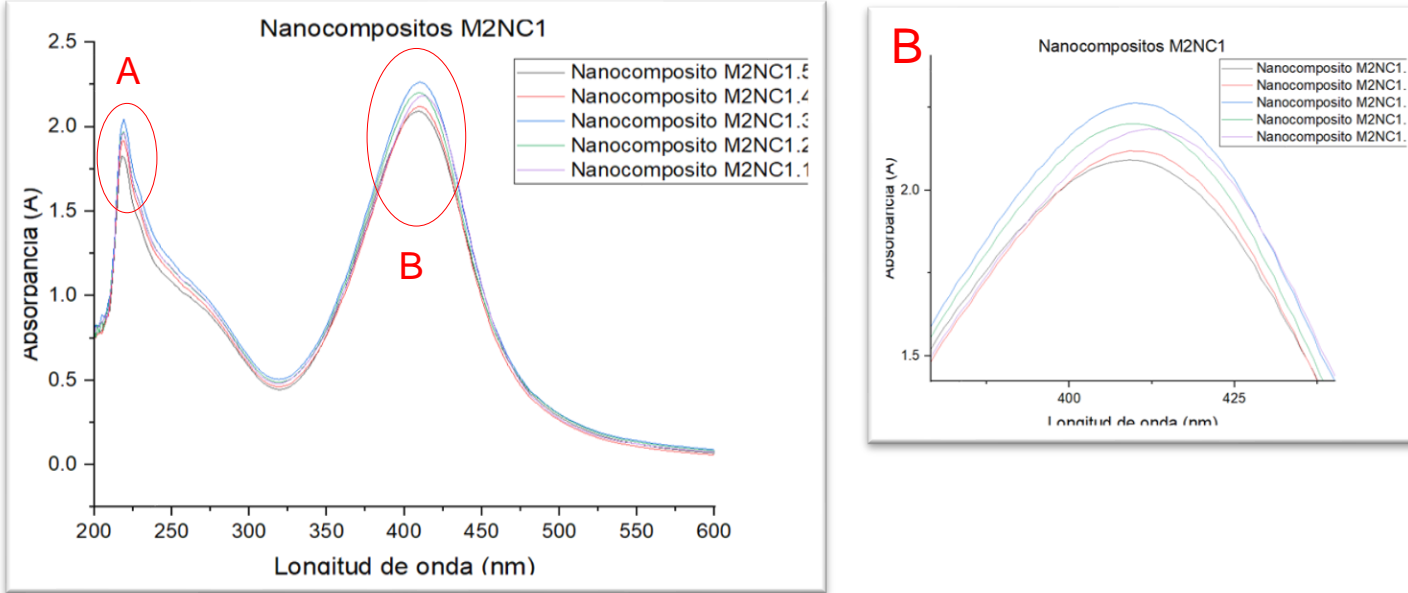 Nanocompositos M2NC1
2.5
A
Nanocomposito M2NC1.5
Nanocomposito M2NC1.4
2.0
Nanocomposito M2NC1.3
Nanocomposito M2NC1.2
Nanocomposito M2NC1.1
Absorbancia (A)
1.5
B
1.0
0.5
0.0
200 250 300 350 400 450 500 550 600
Longitud de onda (nm)
B
Nanocompositos M2NC1
Nanocomposito M2NC1.
Nanocomposito M2NC1.
Nanocomposito M2NC1.
Nanocomposito M2NC1.
Nanocomposito M2NC1.
Absorbancia (A)
2.0
1.5
400 425
Longitud de onda (nm)